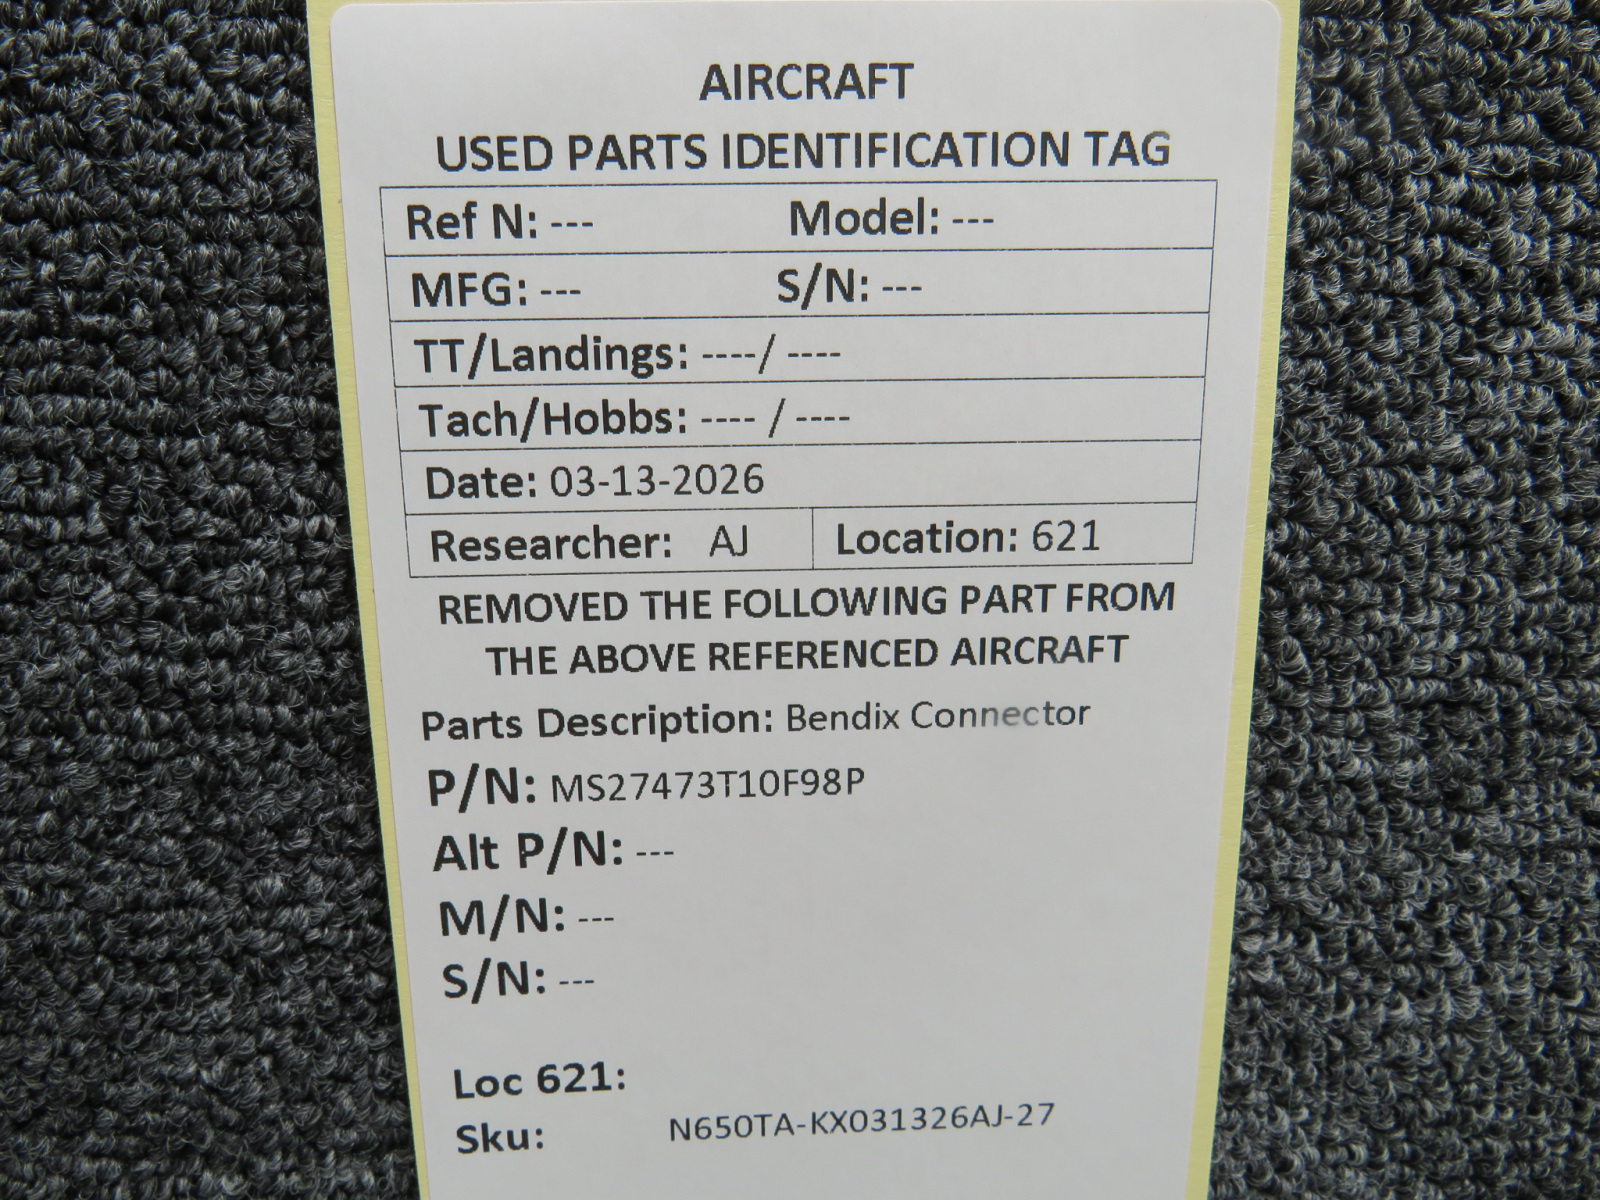 AIRCRAFT
USED PARTS IDENTIFICATION TAG
Ref N: --- Model: ---
MFG: --- S/N: ---
TT/Landings: ----/ ----
Tach/Hobbs: ---- / ----
Date: 03-13-2026
Researcher: AJ Location: 621
REMOVED THE FOLLOWING PART FROM
THE ABOVE REFERENCED AIRCRAFT
Parts Description: Bendix Connector
P/N: MS27473T10F98P
Alt P/N: ---
M/N: ---
S/N: ---
Loc 621:
Sku: N650TA-KX031326AJ-27